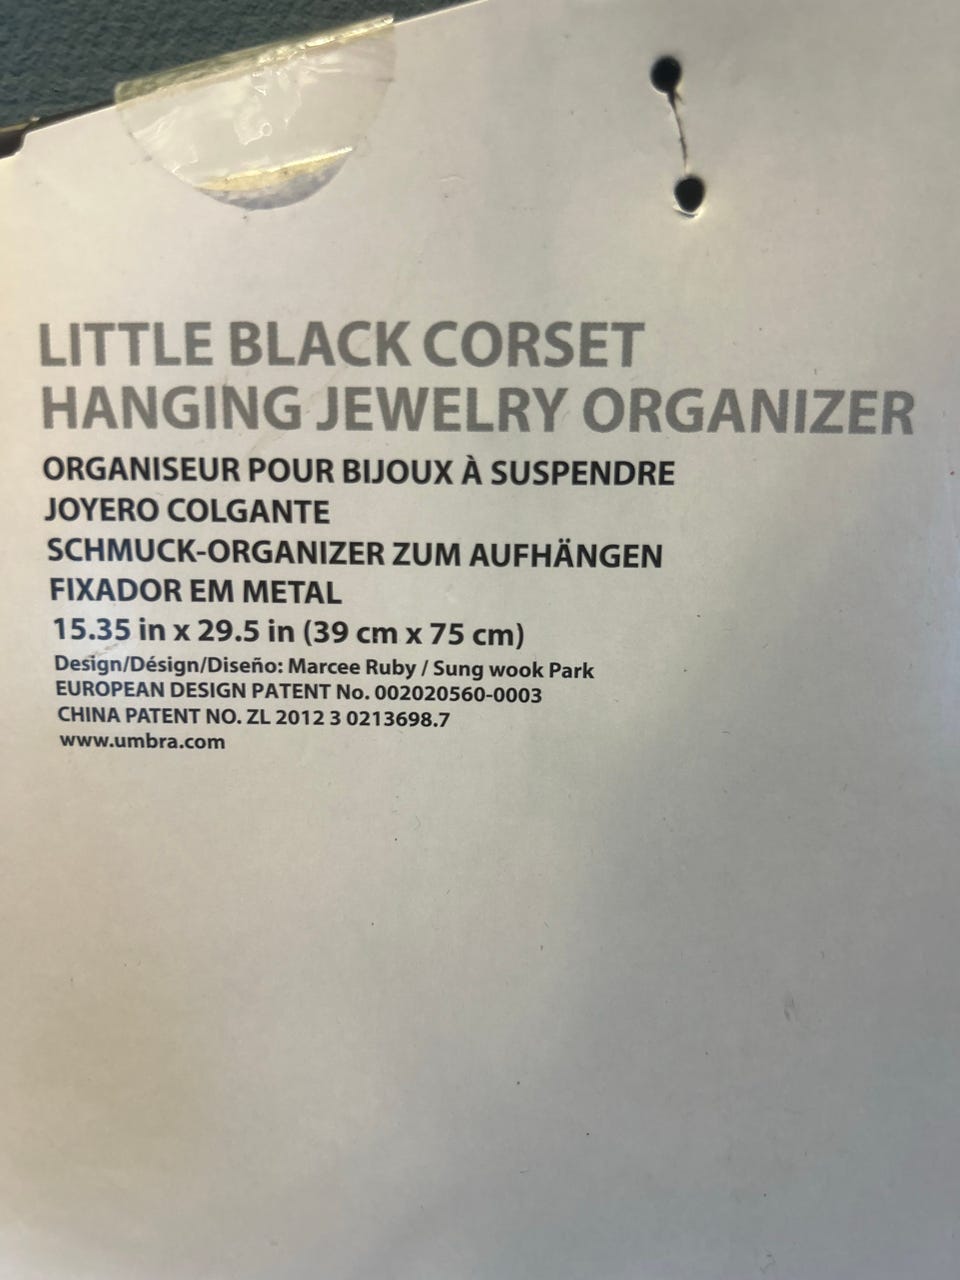 LITTLE BLACK CORSET
HANGING JEWELRY ORGANIZER
ORGANISEUR POUR BIJOUX À SUSPENDRE
JOYERO COLGANTE
SCHMUCK-ORGANIZER ZUM AUFHÄNGEN
FIXADOR EM METAL
15.35 in x 29.5 in (39 cm x 75 cm)
Design/Désign/Diseño: Marcee Ruby / Sung wook Park
EUROPEAN DESIGN PATENT No. 002020560-0003
CHINA PATENT NO. ZL 2012 3 0213698.7
www.umbra.com